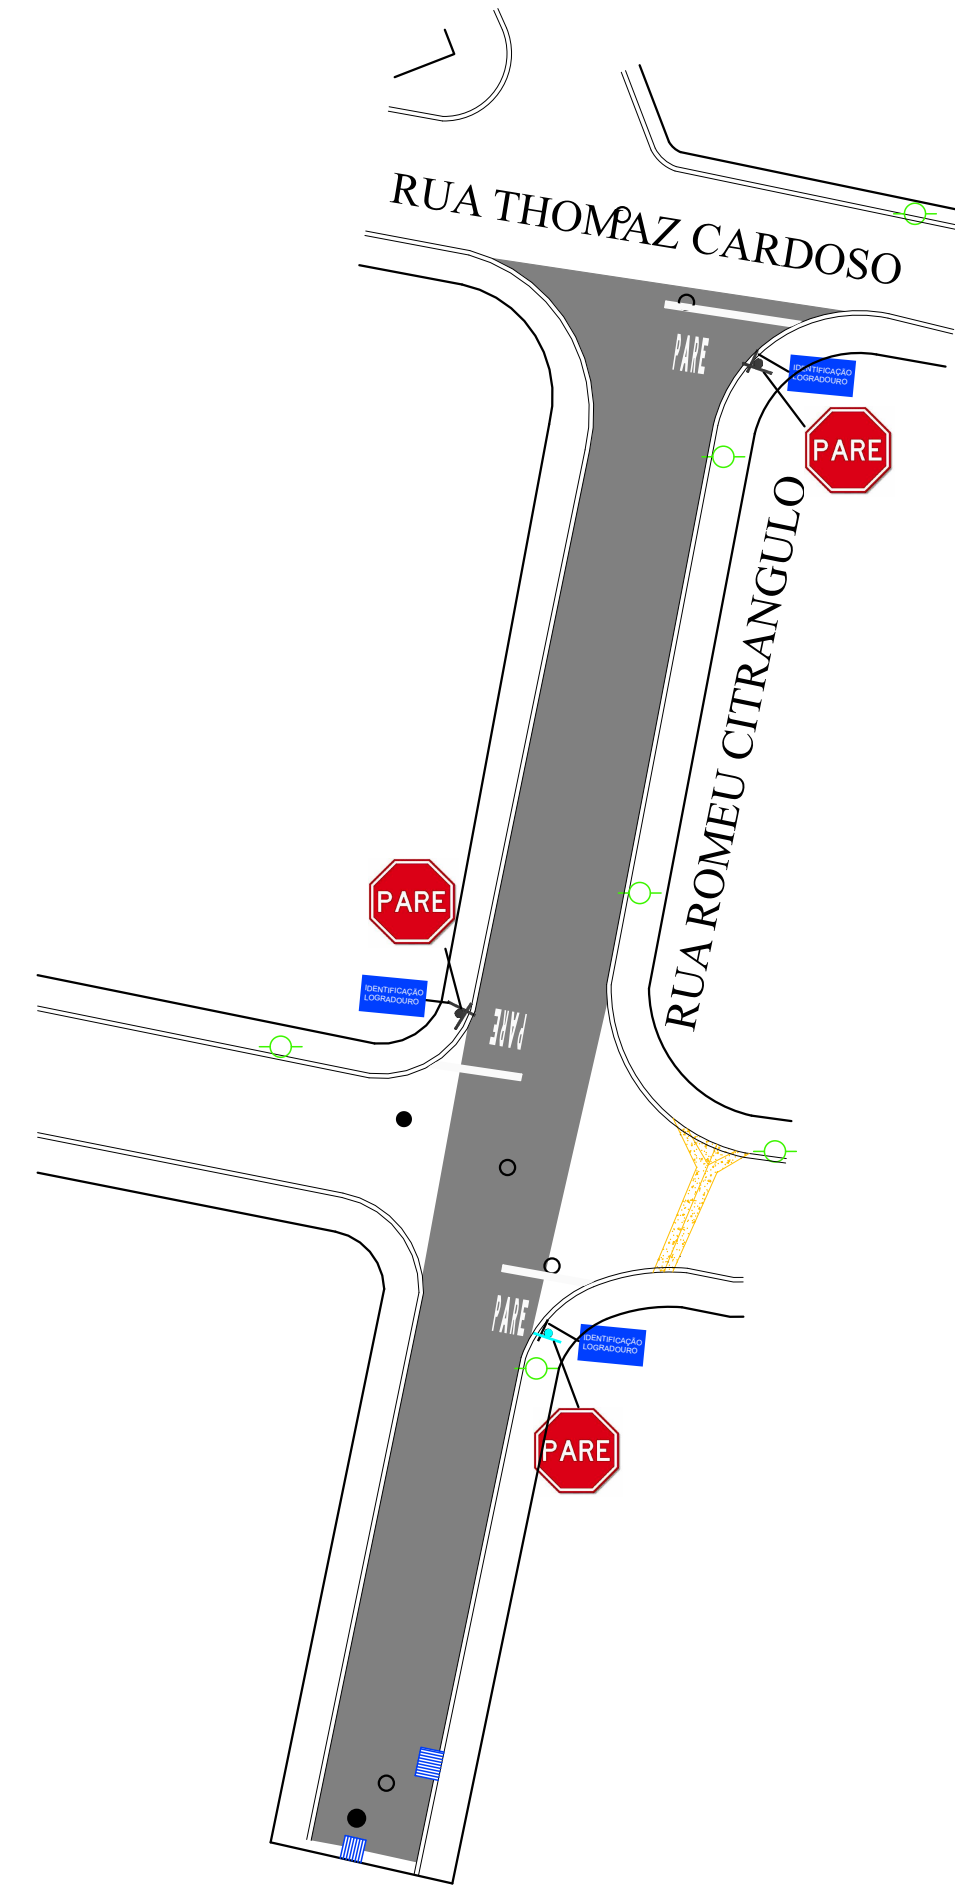 RUA THOMAZ CARDOSO
PARE
IDENTIFICAÇÃO
LOGRADOURO
PARE
RUA ROMEU CITRANGULO
PARE
IDENTIFICAÇÃO
LOGRADOURO
PARE
PARE
IDENTIFICAÇÃO
LOGRADOURO
PARE